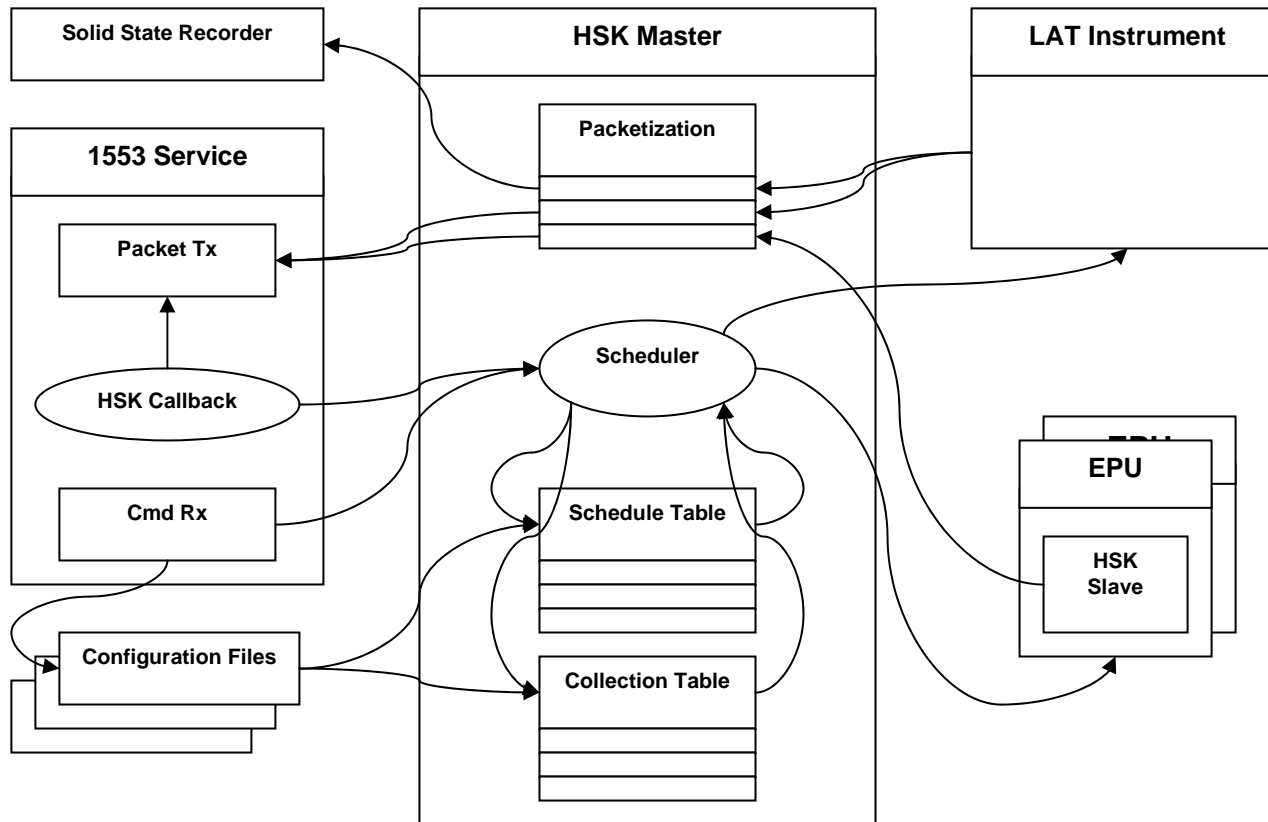 Solid State Recorder
HSK Master
LAT Instrument
Packetization
1553 Service
Packet Tx
HSK Callback
Scheduler
Cmd Rx
Schedule Table
EPU
EPU
HSK
Slave
Configuration Files
Collection Table